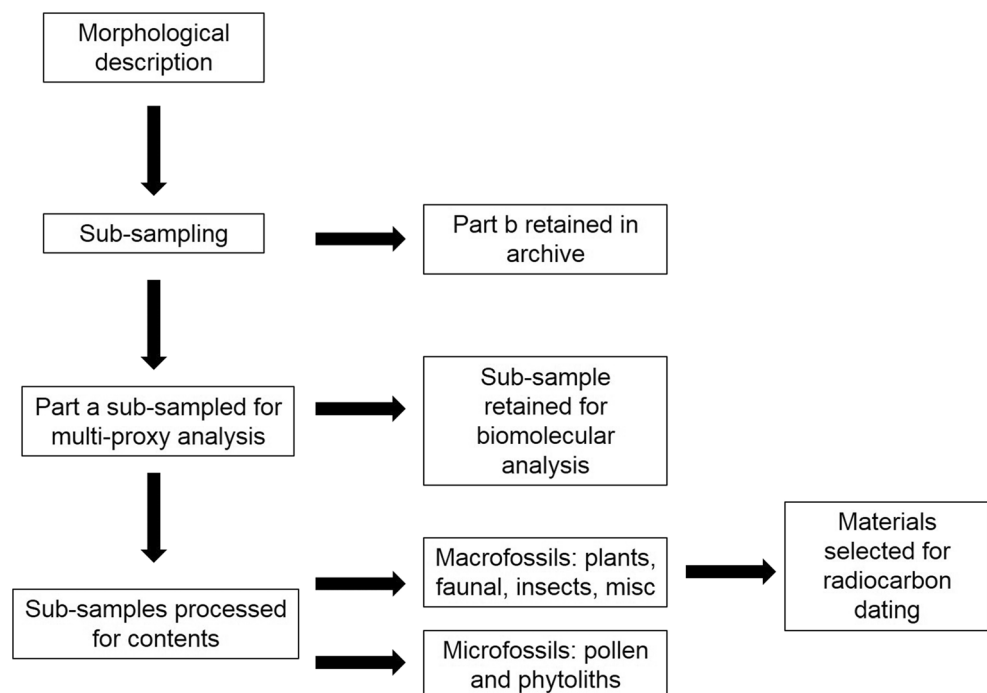 Morphological
description
Sub-sampling
Part b retained in
archive
Part a sub-sampled for
multi-proxy analysis
Sub-sample
retained for
biomolecular
analysis
Sub-samples processed
for contents
Macrofossils: plants,
faunal, insects, misc
Microfossils: pollen
and phytoliths
Materials
selected for
radiocarbon
dating